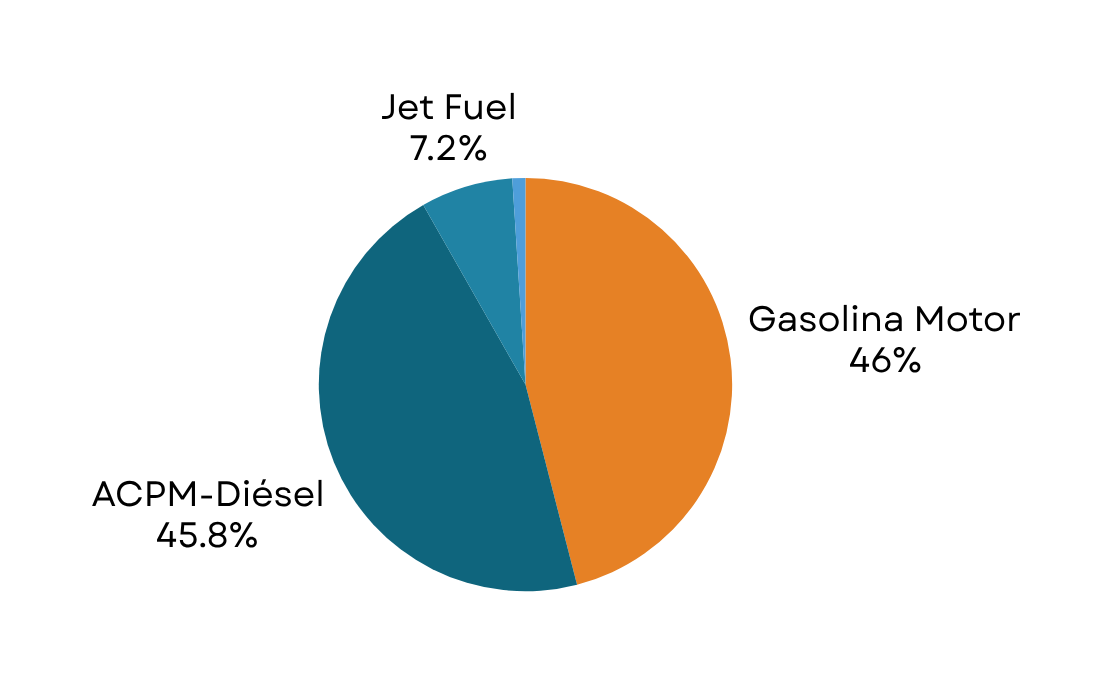 Jet Fuel
7.2%
Gasolina Motor
46%
ACPM-Diésel
45.8%